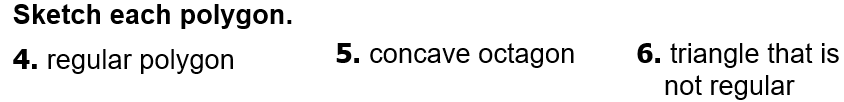 Sketch each polygon.
4. regular polygon
5. concave octagon
6. triangle that is
not regular